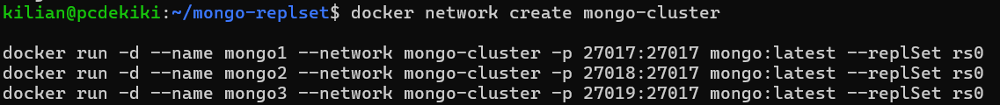 kilian@pcdekiki:~/mongo-replset$ docker network create mongo-cluster
docker run -d --name mongo1 --network mongo-cluster -p 27017:27017 mongo:latest --replSet rs0
docker run -d --name mongo2 --network mongo-cluster -p 27018:27017 mongo:latest --replSet rs0
docker run -d --name mongo3 --network mongo-cluster -p 27019:27017 mongo:latest --replSet rs0